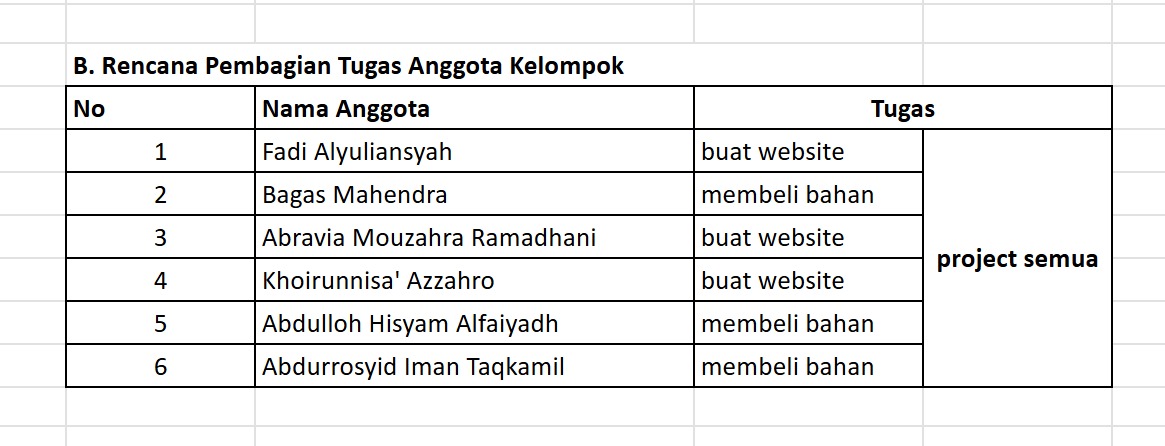 B. Rencana Pembagian Tugas Anggota Kelompok
No Nama Anggota Tugas
1 Fadi Alyuliansyah buat website
2 Bagas Mahendra membeli bahan
3 Abravia Mouzahra Ramadhani buat website
project semua
4 Khoirunnisa' Azzahro buat website
5 Abdulloh Hisyam Alfaiyadh membeli bahan
6 Abdurrosyid Iman Taqkamil membeli bahan